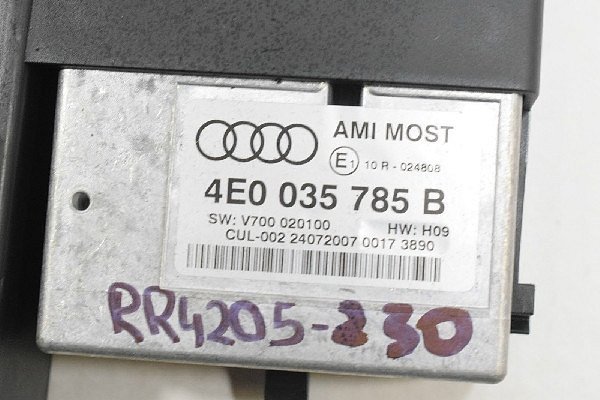 AMI MOST
E1 10 R - 024808
4E0 035 785 B
SW: V700 020100 HW: H09
CUL-002 24072007 0017 3890
RR4205-230